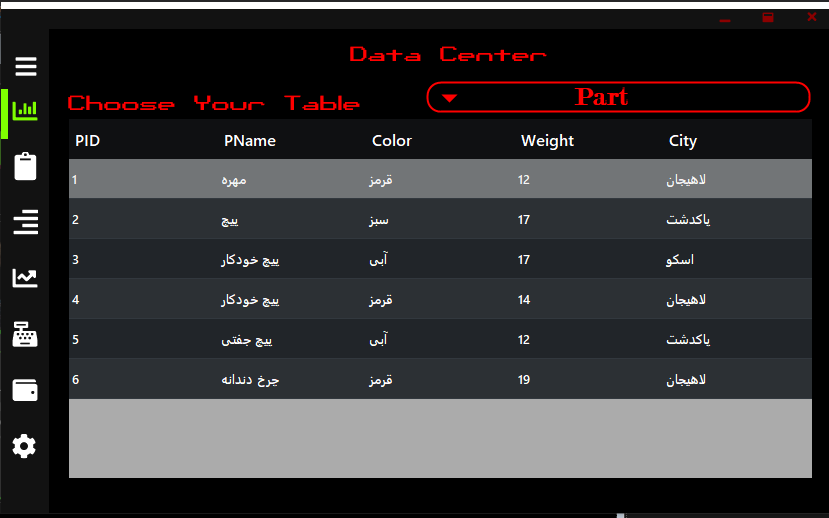 Data Center
Choose Your Table Part
PID PName Color Weight City
1 مهره قرمز 12 لاهیجان
2 پیچ سبز 17 پاکدشت
3 پیچ خودکار آبی 17 اسکو
4 پیچ خودکار قرمز 14 لاهیجان
5 پیچ جفتی آبی 12 پاکدشت
6 چرخ دندانه قرمز 19 لاهیجان